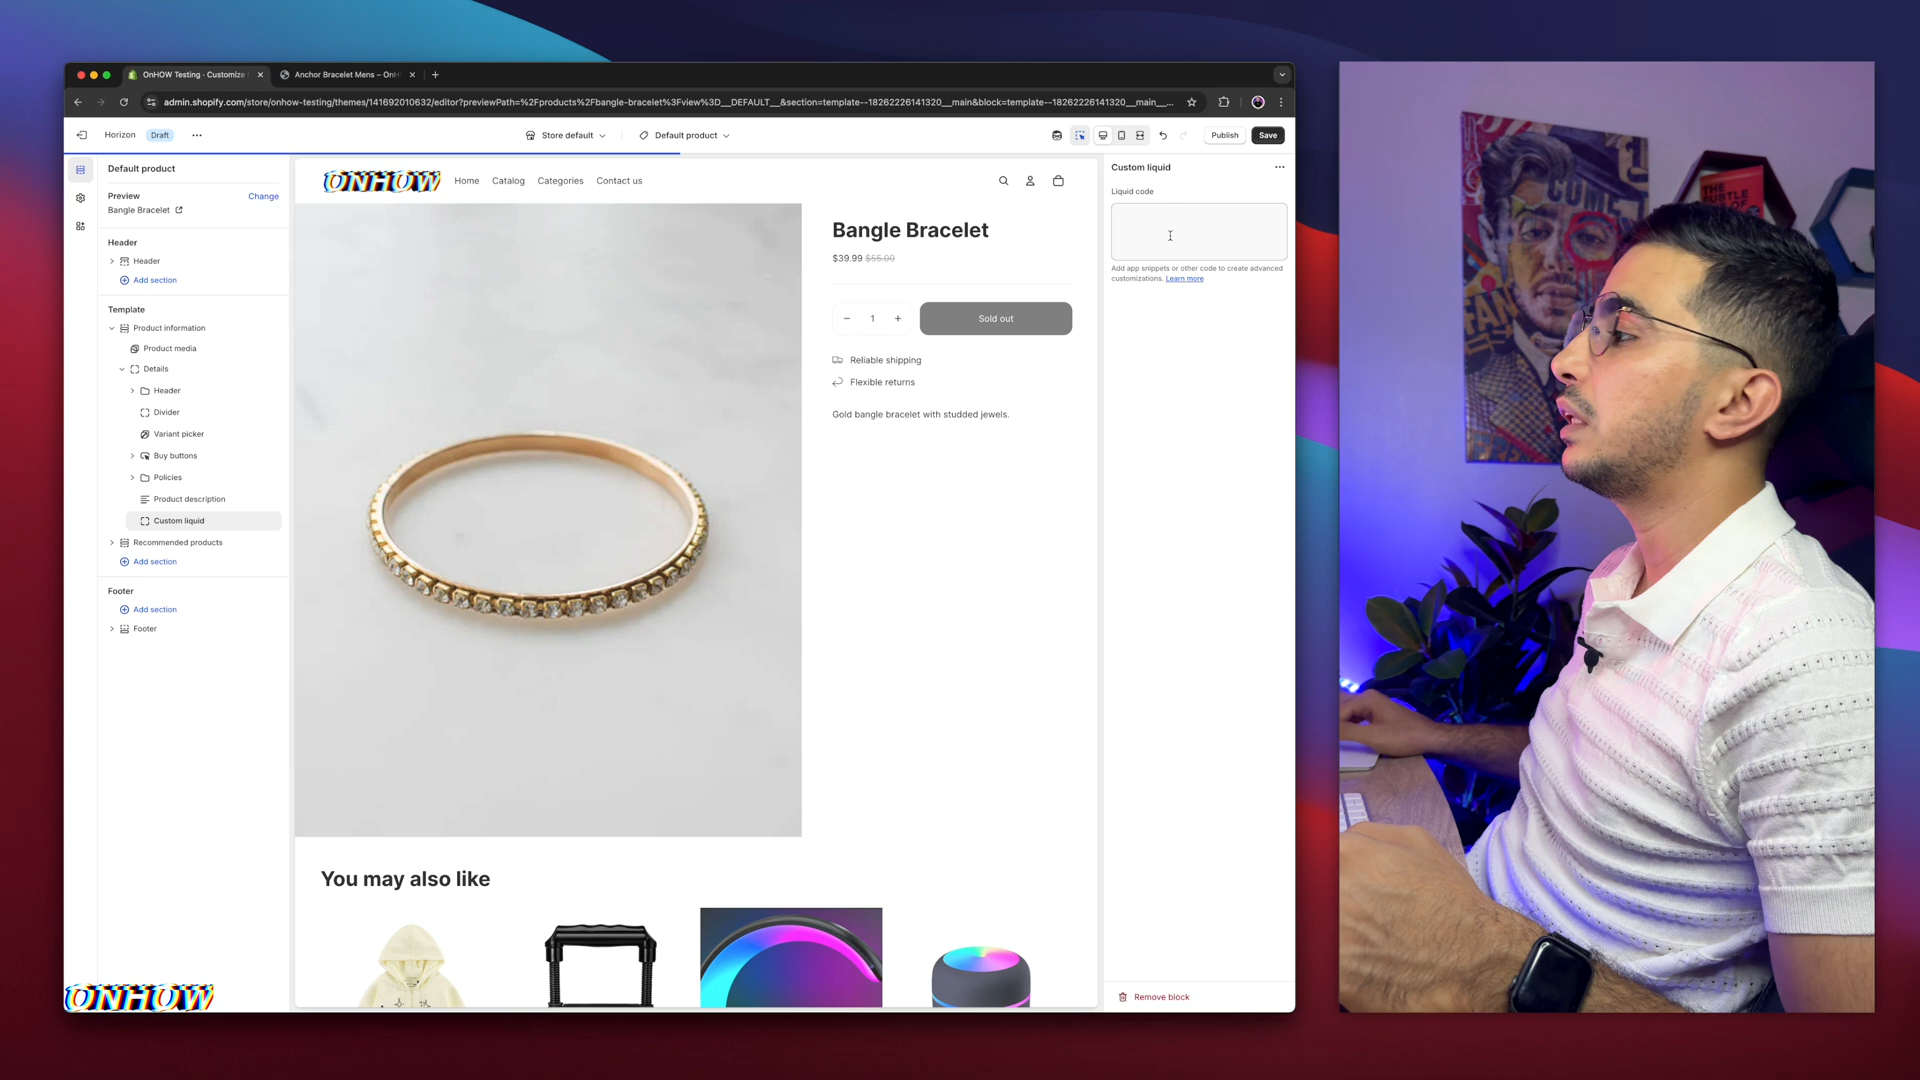 OnHOW Testing · Customize
Anchor Bracelet Mens – OnH
admin.shopify.com/store/onhow-testing/themes/141692010632/editor?previewPath=%2Fproducts%2Fbangle-bracelet%3Fview%3D__DEFAULT__&section=template--18262226141320__main&block=template--18262226141320__main__...
Horizon Draft
Store default
Default product
Publish
Save
Default product
Preview
Change
Bangle Bracelet
Header
Header
Add section
Template
Product information
Product media
Details
Header
Divider
Variant picker
Buy buttons
Policies
Product description
Custom liquid
Recommended products
Add section
Footer
Add section
Footer
ONHOW
ONHOW
Home Catalog Categories Contact us
Bangle Bracelet
$39.99 $55.00
− 1 +
Sold out
Reliable shipping
Flexible returns
Gold bangle bracelet with studded jewels.
You may also like
Custom liquid
Liquid code
Add app snippets or other code to create advanced
customizations. Learn more
Remove block
COME
THE
SUBTLE